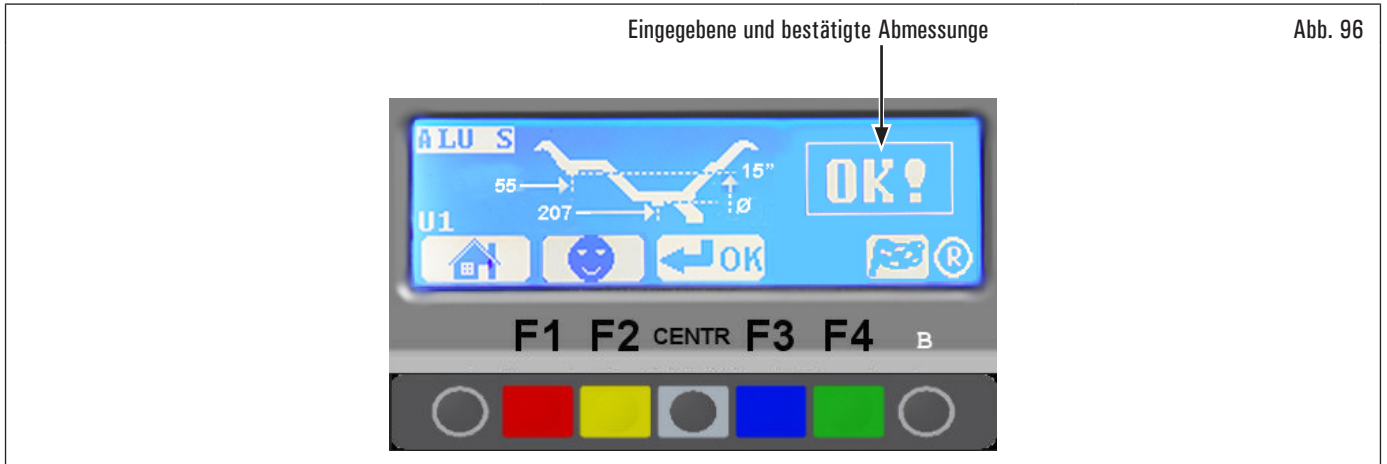 Eingegebene und bestätigte Abmessunge
Abb. 96
ALU S
OK!
55
15"
207
Ø
U1
OK
R
F1 F2 CENTR F3 F4 B